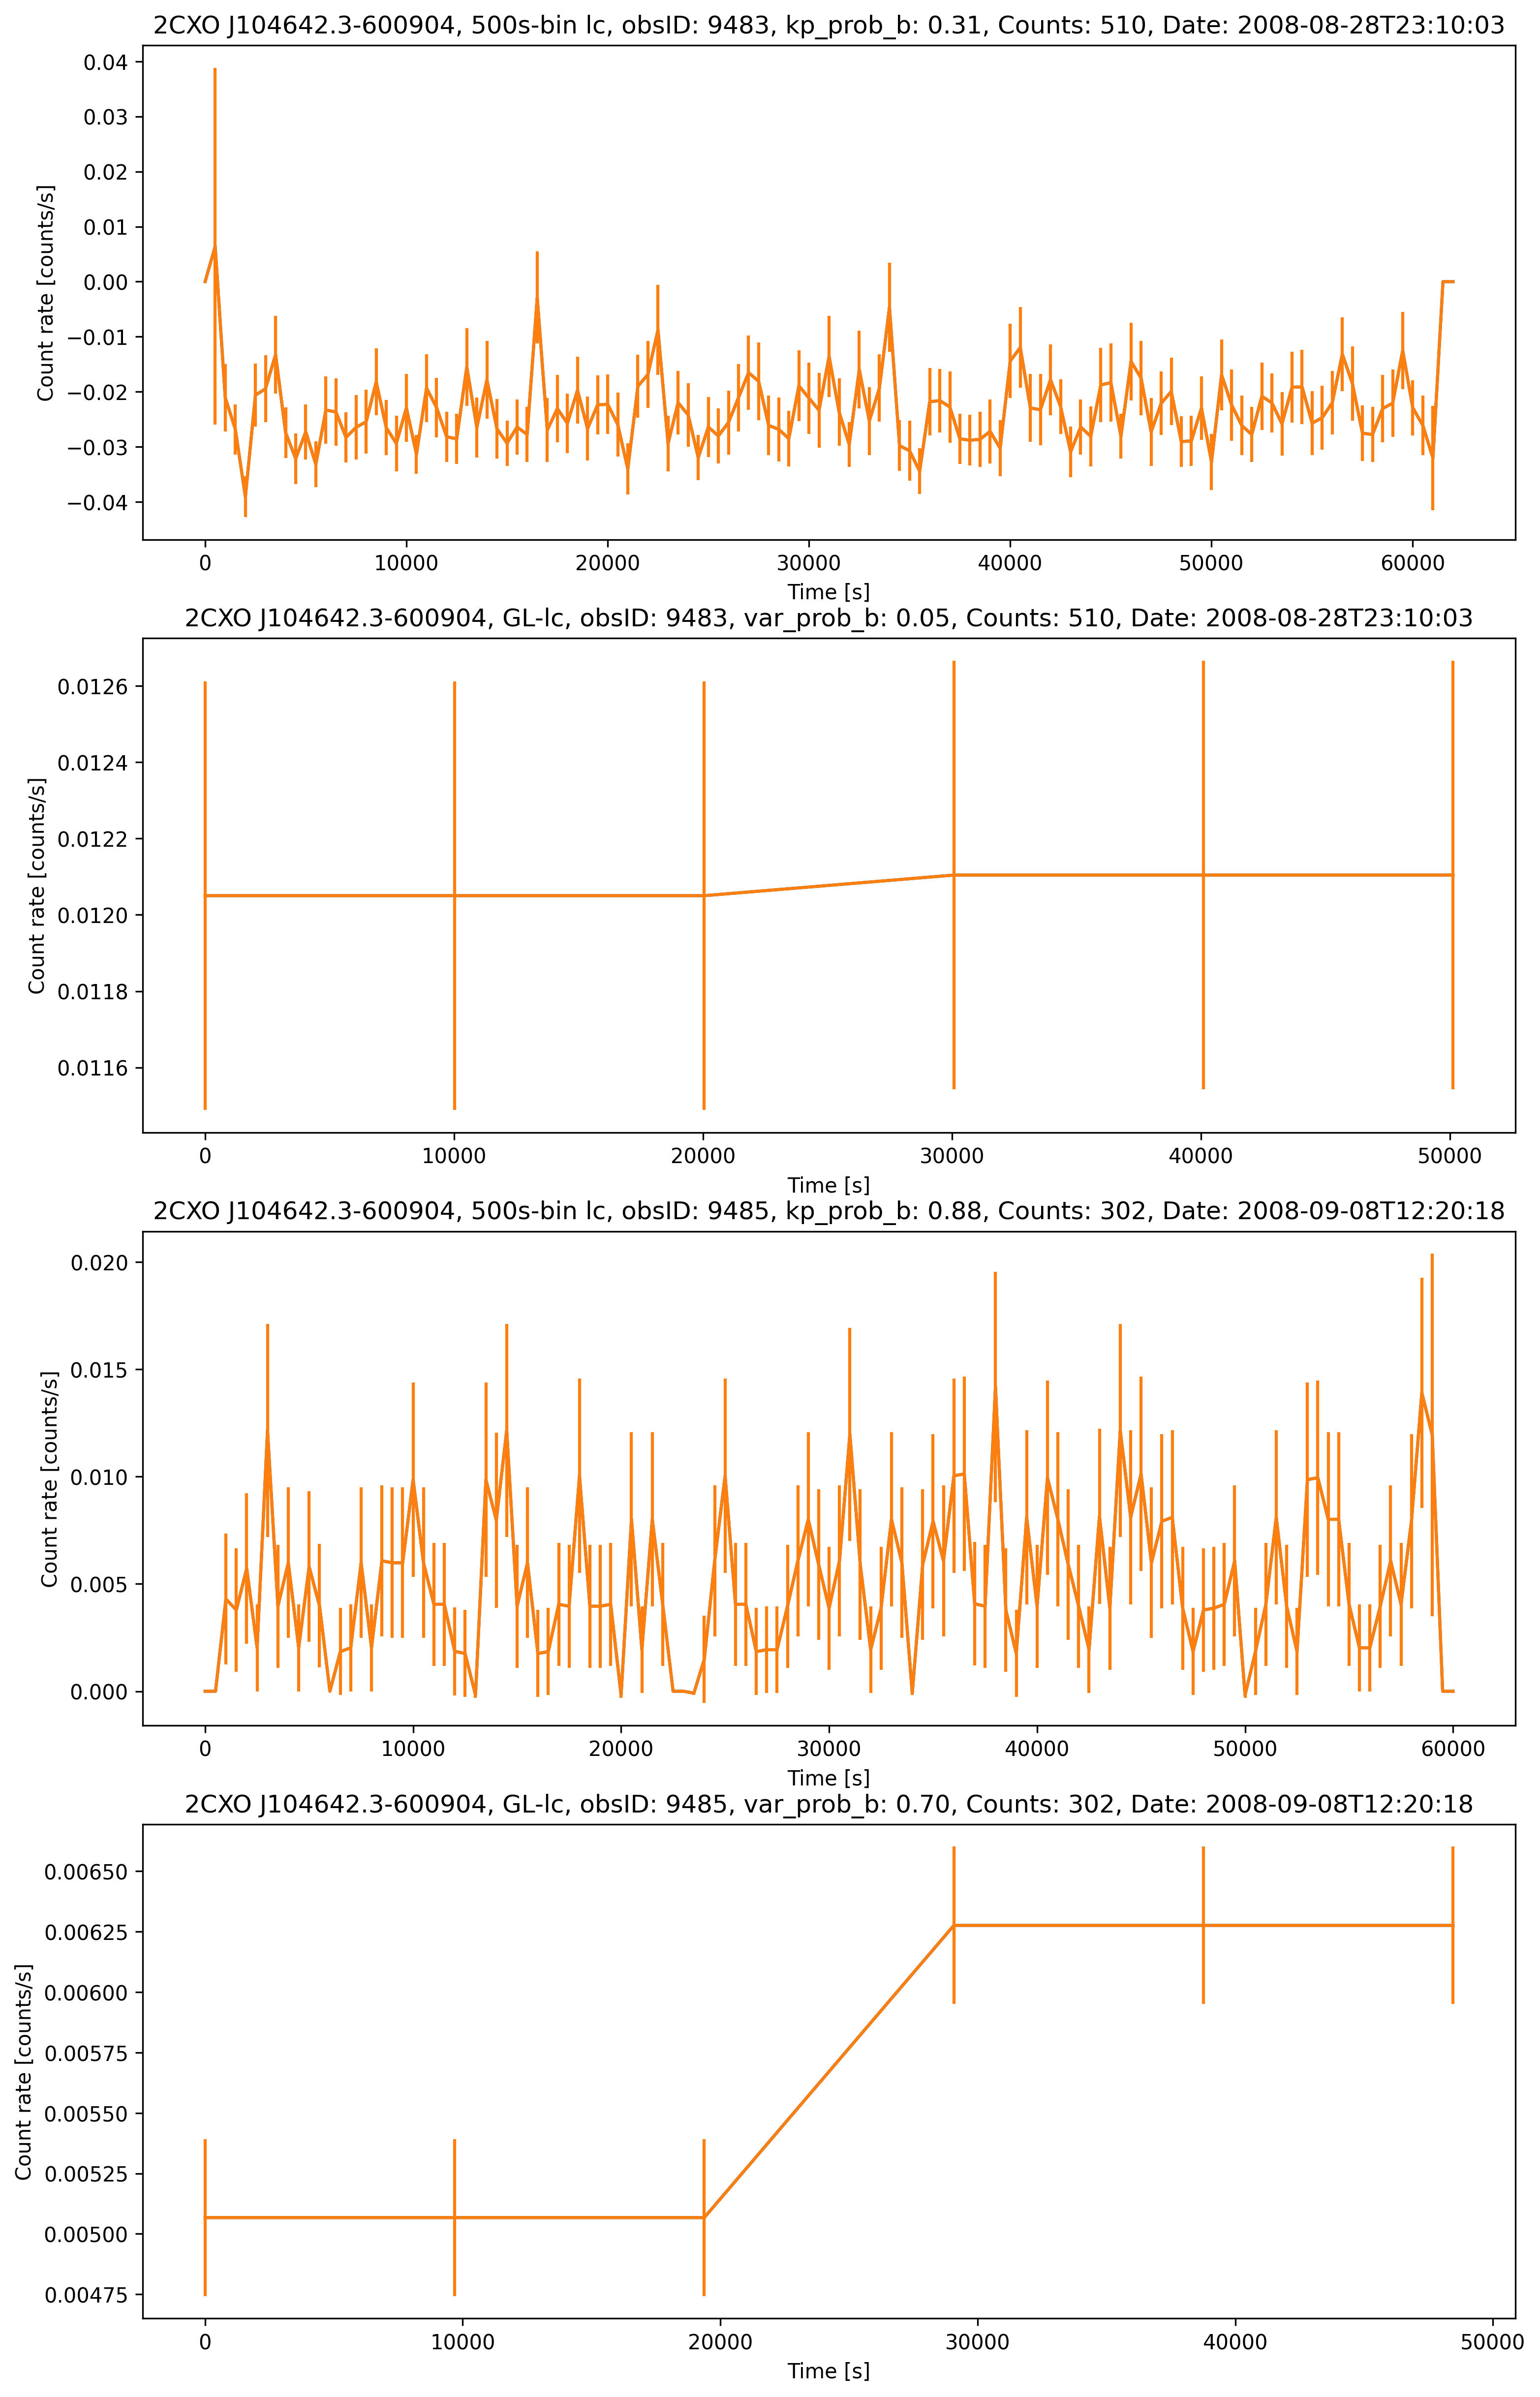 2CXO J104642.3-600904, 500s-bin lc, obsID: 9483, kp_prob_b: 0.31, Counts: 510, Date: 2008-08-28T23:10:03
0.04
0.03
0.02
0.01
0.00
−0.01
−0.02
−0.03
−0.04
Count rate [counts/s]
0 10000 20000 30000 40000 50000 60000
Time [s]
2CXO J104642.3-600904, GL-lc, obsID: 9483, var_prob_b: 0.05, Counts: 510, Date: 2008-08-28T23:10:03
0.0126
0.0124
0.0122
0.0120
0.0118
0.0116
Count rate [counts/s]
0 10000 20000 30000 40000 50000
Time [s]
2CXO J104642.3-600904, 500s-bin lc, obsID: 9485, kp_prob_b: 0.88, Counts: 302, Date: 2008-09-08T12:20:18
0.020
0.015
0.010
0.005
0.000
Count rate [counts/s]
0 10000 20000 30000 40000 50000 60000
Time [s]
2CXO J104642.3-600904, GL-lc, obsID: 9485, var_prob_b: 0.70, Counts: 302, Date: 2008-09-08T12:20:18
0.00650
0.00625
0.00600
0.00575
0.00550
0.00525
0.00500
0.00475
Count rate [counts/s]
0 10000 20000 30000 40000 50000
Time [s]